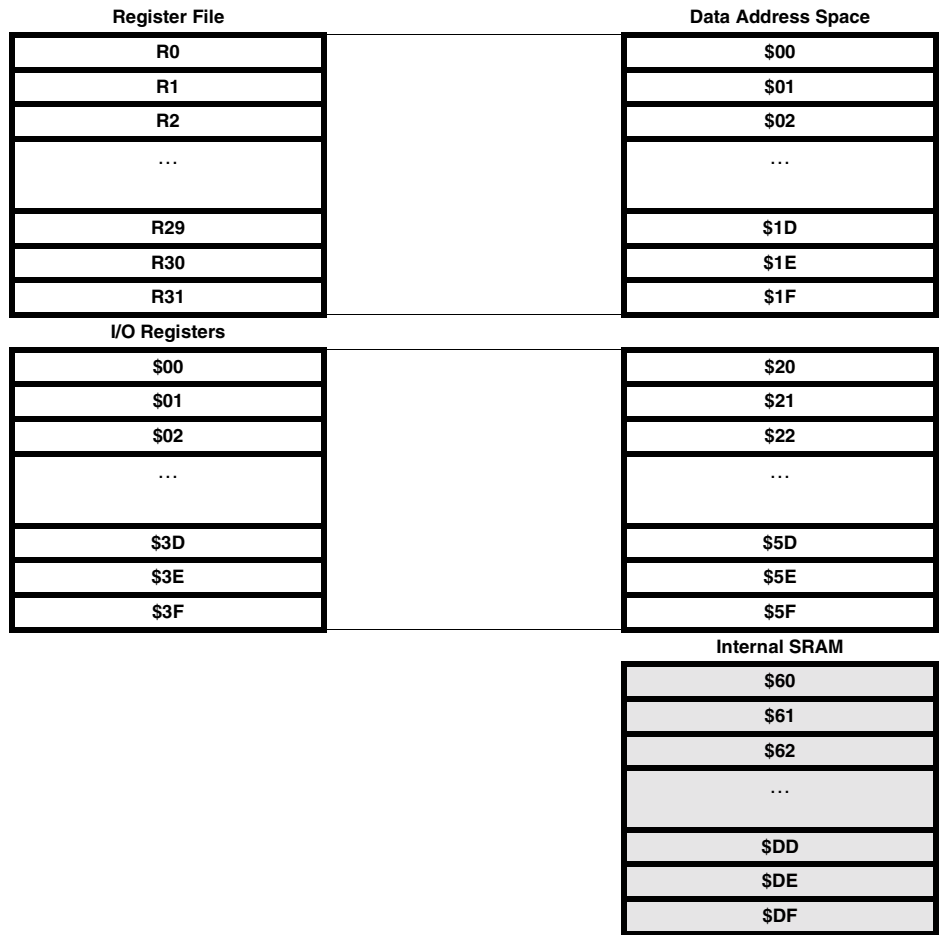 Register File Data Address Space
R0 $00
R1 $01
R2 $02
... ...
R29 $1D
R30 $1E
R31 $1F
I/O Registers
$00 $20
$01 $21
$02 $22
... ...
$3D $5D
$3E $5E
$3F $5F
Internal SRAM
$60
$61
$62
...
$DD
$DE
$DF